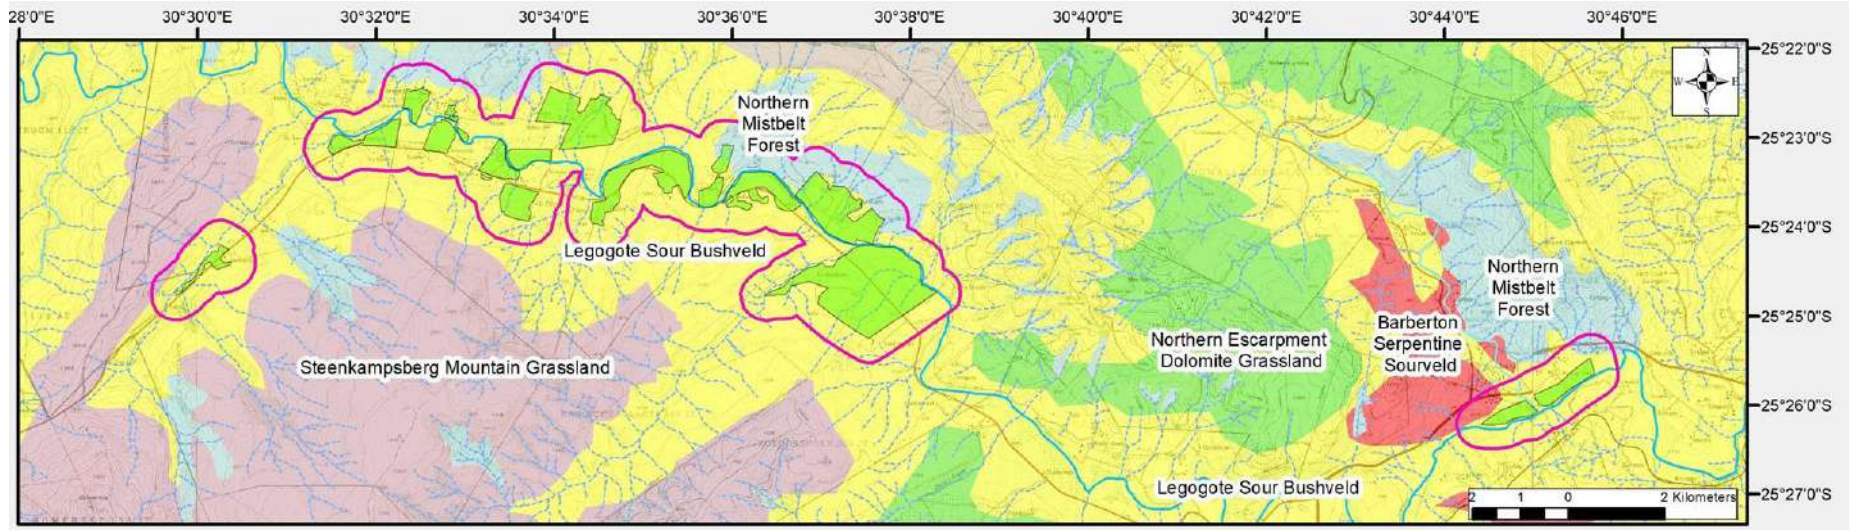 28'0"E 30°30'0"E 30°32'0"E 30°34'0"E 30°36'0"E 30°38'0"E 30°40'0"E 30°42'0"E 30°44'0"E 30°46'0"E
N
W E
S
25°22'0"S
25°23'0"S
25°24'0"S
25°25'0"S
25°26'0"S
25°27'0"S
Northern
Mistbelt
Forest
Legogote Sour Bushveld
Steenkampsberg Mountain Grassland
Northern Escarpment
Dolomite Grassland
Barberton
Serpentine
Sourveld
Northern
Mistbelt
Forest
Legogote Sour Bushveld
2 1 0 2 Kilometers